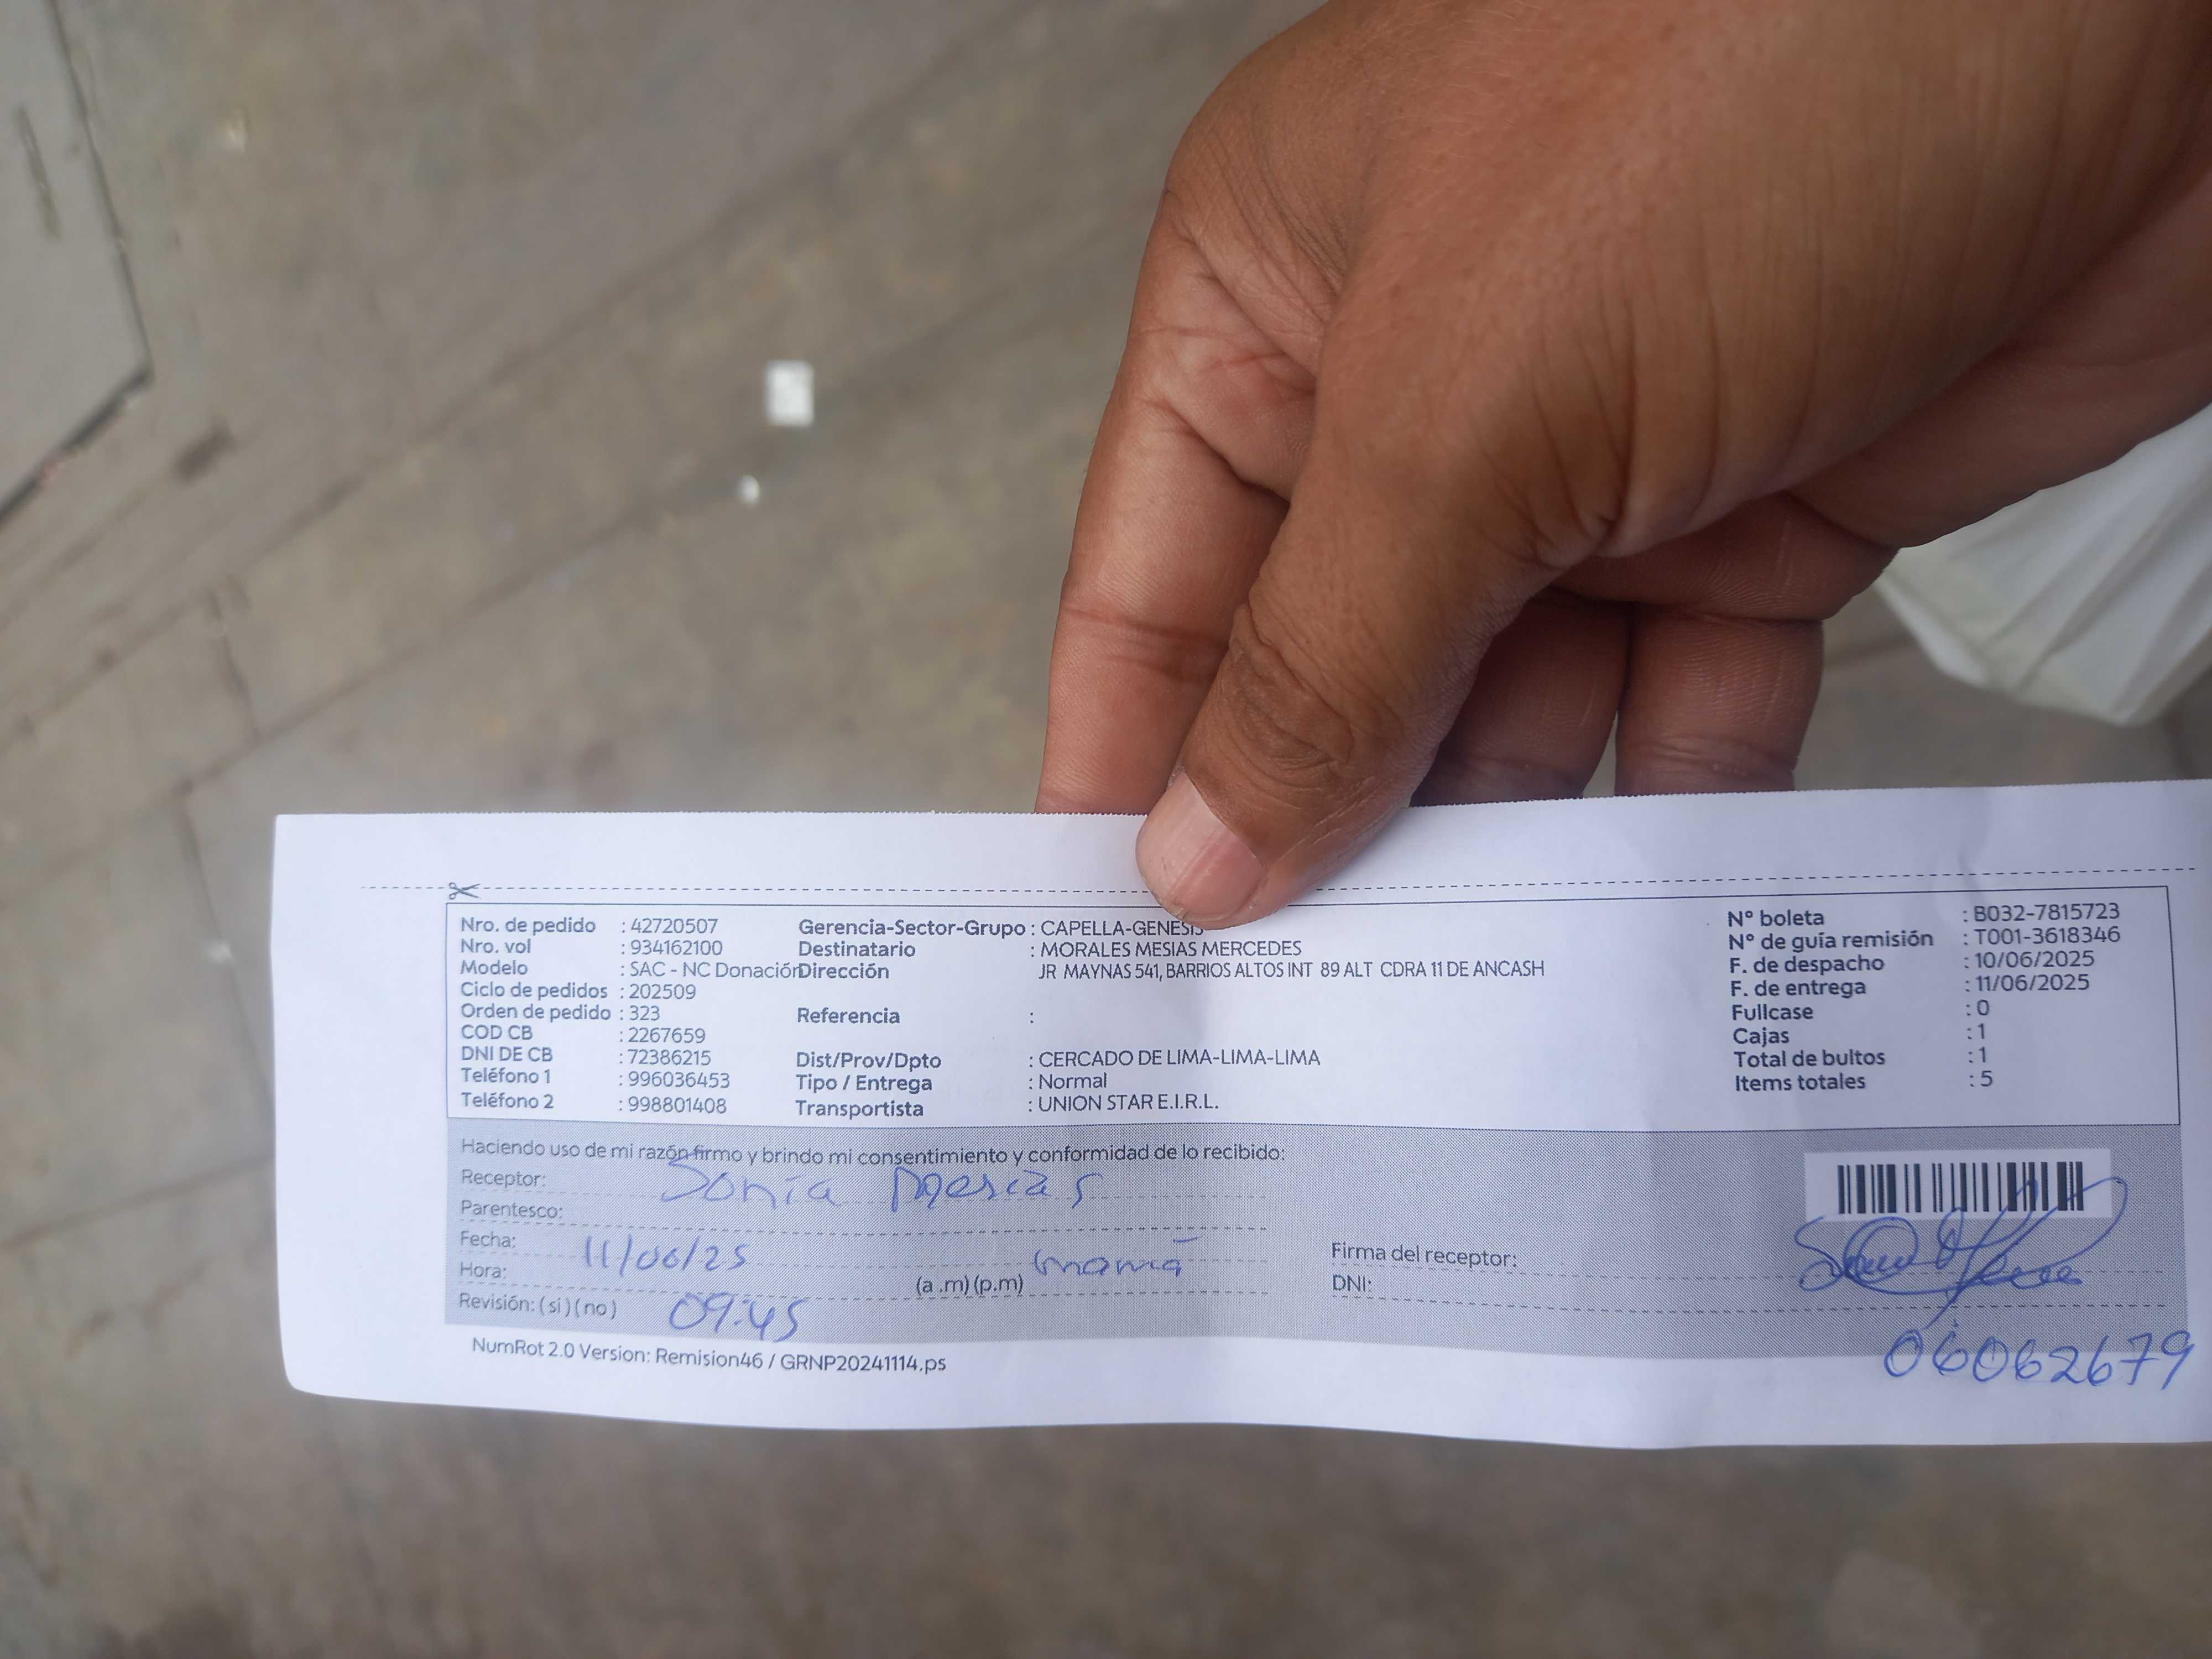 Nro. de pedido : 42720507
Nro. vol : 934162100
Modelo : SAC - NC Donación
Ciclo de pedidos : 202509
Orden de pedido : 323
COD CB : 2267659
DNI DE CB : 72386215
Teléfono 1 : 996036453
Teléfono 2 : 998801408
Gerencia-Sector-Grupo : CAPELLA-GENESIS
Destinatario : MORALES MESIAS MERCEDES
Dirección JR MAYNAS 541, BARRIOS ALTOS INT 89 ALT CDRA 11 DE ANCASH
Referencia :
Dist/Prov/Dpto : CERCADO DE LIMA-LIMA-LIMA
Tipo / Entrega : Normal
Transportista : UNION STAR E.I.R.L.
N° boleta : B032-7815723
N° de guía remisión : T001-3618346
F. de despacho : 10/06/2025
F. de entrega : 11/06/2025
Fullcase : 0
Cajas : 1
Total de bultos : 1
Items totales : 5
Haciendo uso de mi razón firmo y brindo mi consentimiento y conformidad de lo recibido:
Receptor: Sonia Mesias
Parentesco: mamá
Fecha: 11/06/25
Hora: 09:45 (a .m) (p.m)
Revisión: ( si ) ( no )
Firma del receptor:
DNI: 06062679
NumRot 2.0 Version: Remision46 / GRNP20241114.ps